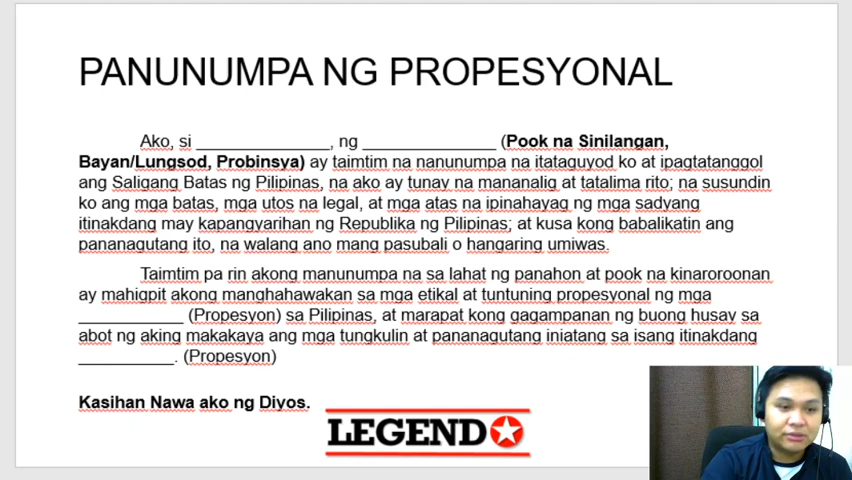 PANUNUMPA NG PROPESYONAL
Ako, si ______________, ng ______________ (Pook na Sinilangan,
Bayan/Lungsod, Probinsya) ay taimtim na nanunumpa na itataguyod ko at ipagtatanggol
ang Saligang Batas ng Pilipinas, na ako ay tunay na mananalig at tatalima rito; na susundin
ko ang mga batas, mga utos na legal, at mga atas na ipinahayag ng mga sadyang
itinakdang may kapangyarihan ng Republika ng Pilipinas; at kusa kong babalikatin ang
pananagutang ito, na walang ano mang pasubali o hangaring umiwas.
Taimtim pa rin akong manunumpa na sa lahat ng panahon at pook na kinaroroonan
ay mahigpit akong manghahawakan sa mga etikal at tuntuning propesyonal ng mga
___________ (Propesyon) sa Pilipinas, at marapat kong gagampanan ng buong husay sa
abot ng aking makakaya ang mga tungkulin at pananagutang iniatang sa isang itinakdang
__________. (Propesyon)
Kasihan Nawa ako ng Diyos.
LEGEND